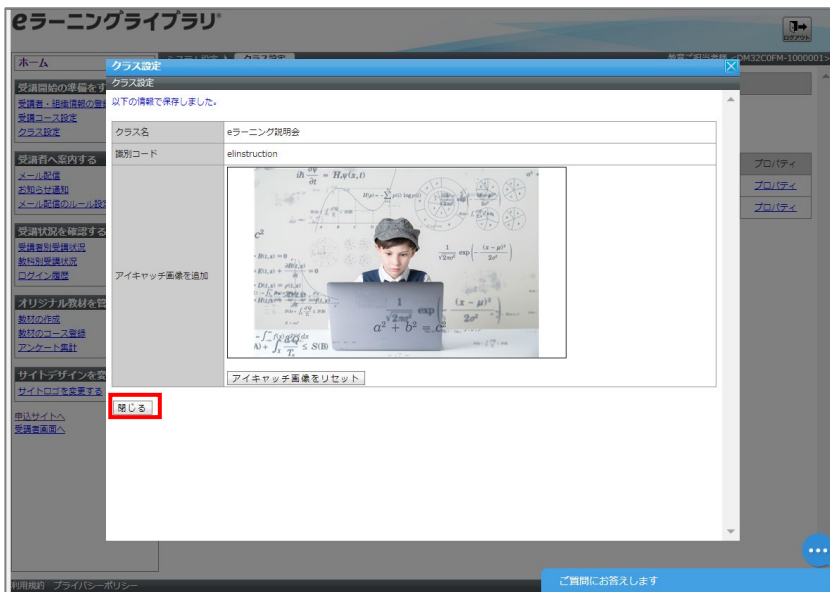 eラーニングライブラリ®
ログアウト
ホーム
クラス設定
クラス設定
以下の情報で保存しました。
クラス名 eラーニング説明会
識別コード elinstruction
アイキャッチ画像を追加
アイキャッチ画像をリセット
閉じる
受講開始の準備をす
受講者・組織情報の登
受講コース設定
クラス設定
受講者へ案内する
メール配信
お知らせ通知
メール配信のルール設
受講状況を確認する
受講者別受講状況
教科別受講状況
ログイン履歴
オリジナル教材を管
教材の作成
教材のコース登録
アンケート集計
サイトデザインを変
サイトロゴを変更する
申込サイトへ
受講者画面へ
プロパティ
プロパティ
プロパティ
利用規約 プライバシーポリシー
ご質問にお答えします